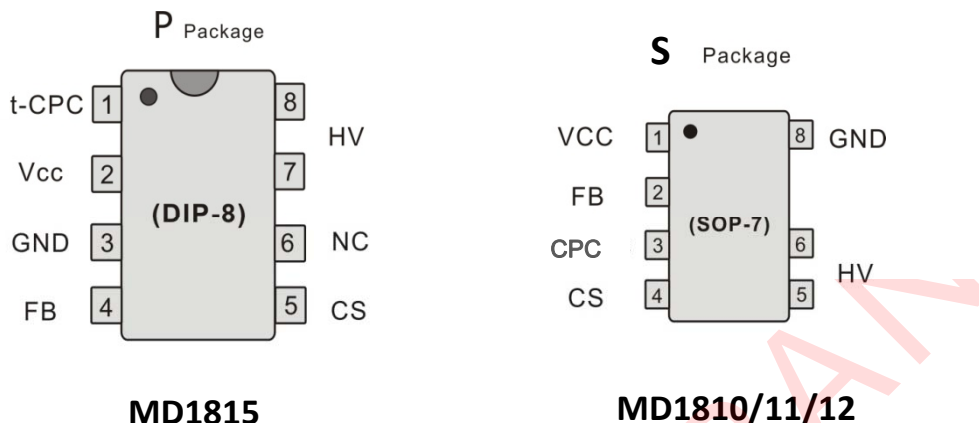 P Package
t-CPC 1
8
HV
Vcc 2
7
(DIP-8)
GND 3
6 NC
FB 4
5 CS
MD1815
S Package
VCC 1
8 GND
FB 2
(SOP-7)
CPC 3
6
HV
CS 4
5
MD1810/11/12